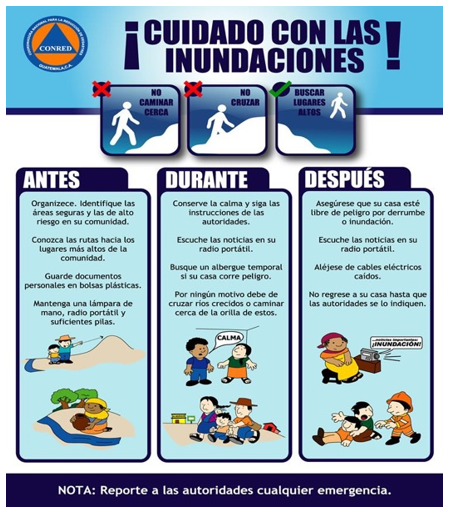 CONRED
GUATEMALA, C.A.
¡CUIDADO CON LAS
INUNDACIONES!
NO
CAMINAR
CERCA
NO
CRUZAR
BUSCAR
LUGARES
ALTOS
ANTES
Organizece. Identifique las
áreas seguras y las de alto
riesgo en su comunidad.
Conozca las rutas hacia los
lugares más altos de la
comunidad.
Guarde documentos
personales en bolsas plásticas.
Mantenga una lámpara de
mano, radio portátil y
suficientes pilas.
DURANTE
Conserve la calma y siga las
instrucciones de las
autoridades.
Escuche las noticias en su
radio portátil.
Busque un albergue temporal
si su casa corre peligro.
Por ningún motivo debe de
cruzar ríos crecidos o caminar
cerca de la orilla de estos.
CALMA
DESPUÉS
Asegúrese que su casa esté
libre de peligro por derrumbe
o inundación.
Escuche las noticias en su
radio portátil.
Aléjese de cables eléctricos
caídos.
No regrese a su casa hasta que
las autoridades se lo indiquen.
...noticias importantes:
¡INUNDACIÓN!
NOTA: Reporte a las autoridades cualquier emergencia.